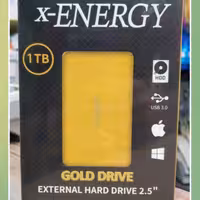 x-ENERGY
1TB
HDD
USB 3.0
GOLD DRIVE
EXTERNAL HARD DRIVE 2.5"